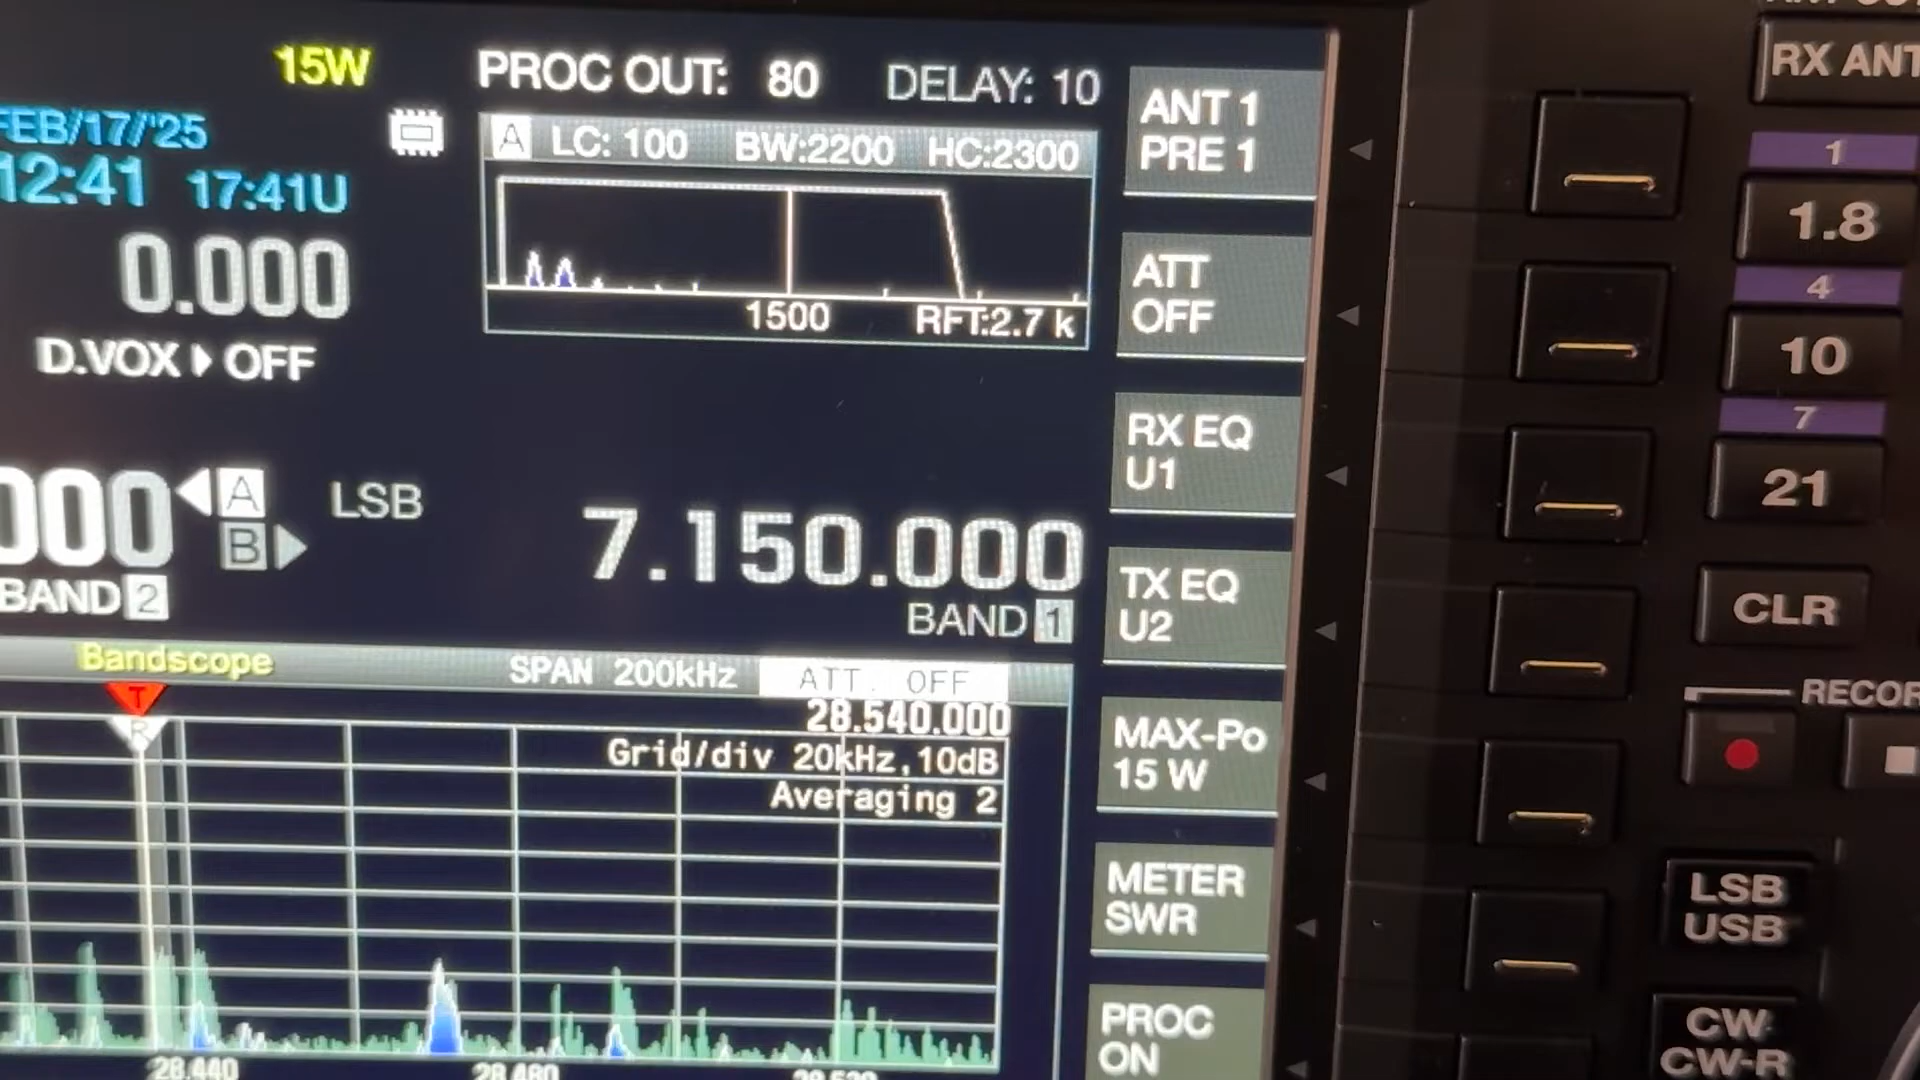 15W
PROC OUT: 80 DELAY: 10
FEB/17/'25
12:41 17:41U
A LC: 100 BW:2200 HC:2300
1500 RFT:2.7 k
0.000
D.VOX OFF
000 A LSB 7.150.000
B
BAND 2 BAND 1
Bandscope SPAN 200kHz ATT. OFF
T
R
28.540.000
Grid/div 20kHz,10dB
Averaging 2
28.440 28.480
ANT 1
PRE 1
ATT
OFF
RX EQ
U1
TX EQ
U2
MAX-Po
15 W
METER
SWR
PROC
ON
RX ANT
1
1.8
4
10
7
21
CLR
RECOR
LSB
USB
CW
CW-R